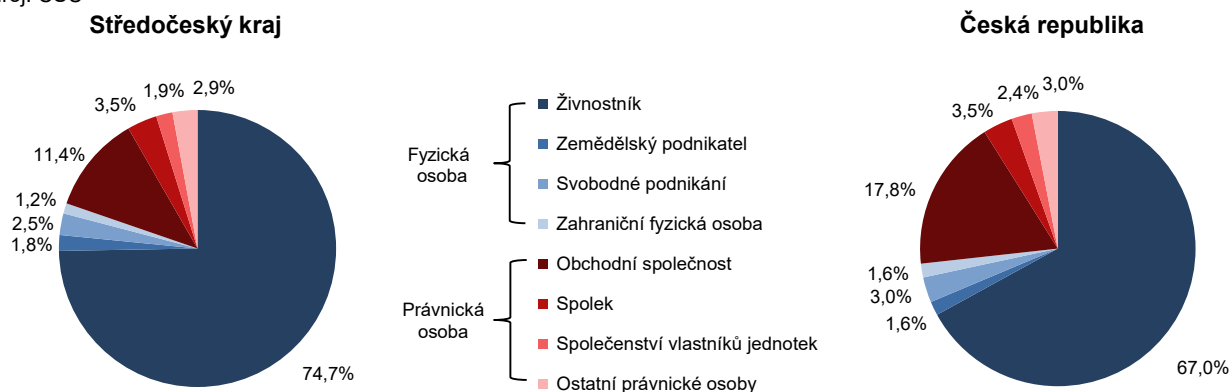 Středočeský kraj
2,9%
1,9%
3,5%
11,4%
1,2%
2,5%
1,8%
74,7%
Fyzická
osoba
Živnostník
Zemědělský podnikatel
Svobodné podnikání
Zahraniční fyzická osoba
Právnická
osoba
Obchodní společnost
Spolek
Společenství vlastníků jednotek
Ostatní právnické osoby
Česká republika
3,0%
2,4%
3,5%
17,8%
1,6%
3,0%
1,6%
67,0%